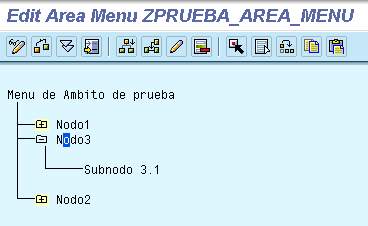 Edit Area Menu ZPRUEBA_AREA_MENU
Menu de Ambito de prueba
Nodo1
Nodo3
Subnodo 3.1
Nodo2